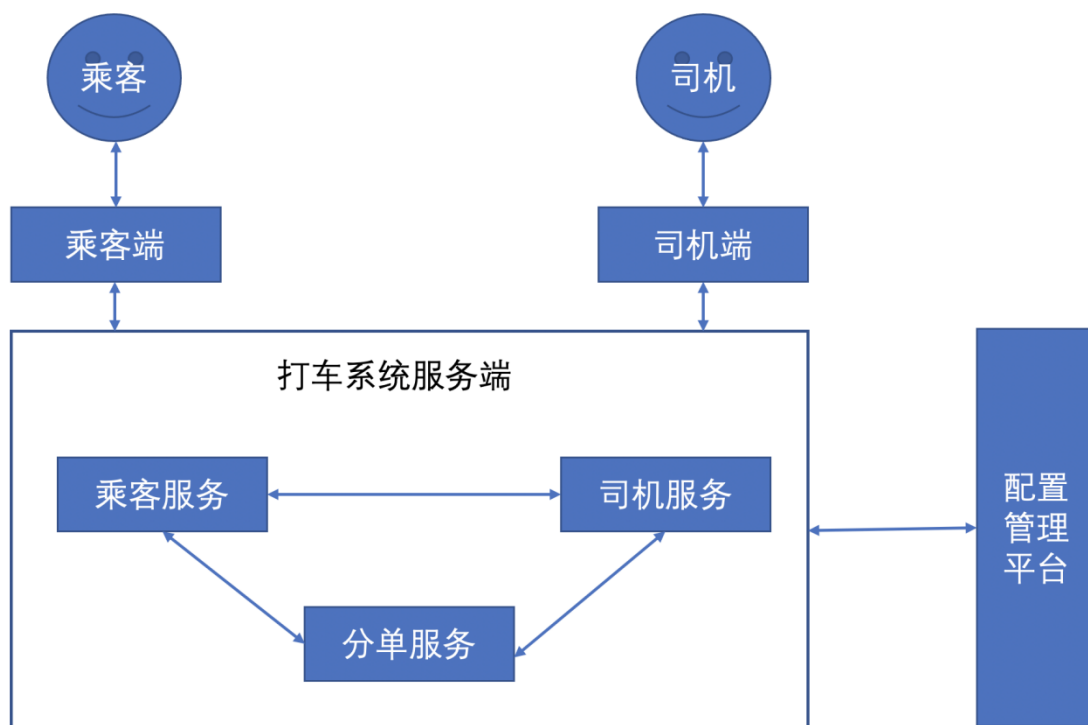 乘客
司机
乘客端
司机端
打车系统服务端
乘客服务
司机服务
分单服务
配置
管理
平台